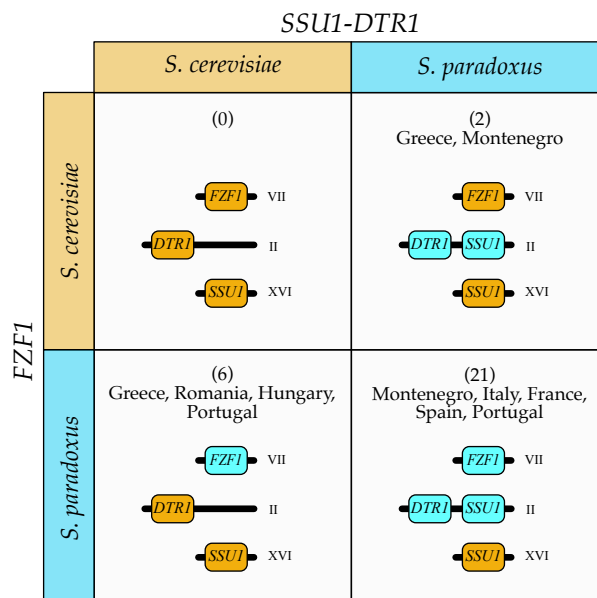 SSU1-DTR1
S. cerevisiae
S. paradoxus
FZF1
S. cerevisiae
(0)
FZF1 VII
DTR1 II
SSU1 XVI
(2)
Greece, Montenegro
FZF1 VII
DTR1 SSU1 II
SSU1 XVI
S. paradoxus
(6)
Greece, Romania, Hungary,
Portugal
FZF1 VII
DTR1 II
SSU1 XVI
(21)
Montenegro, Italy, France,
Spain, Portugal
FZF1 VII
DTR1 SSU1 II
SSU1 XVI